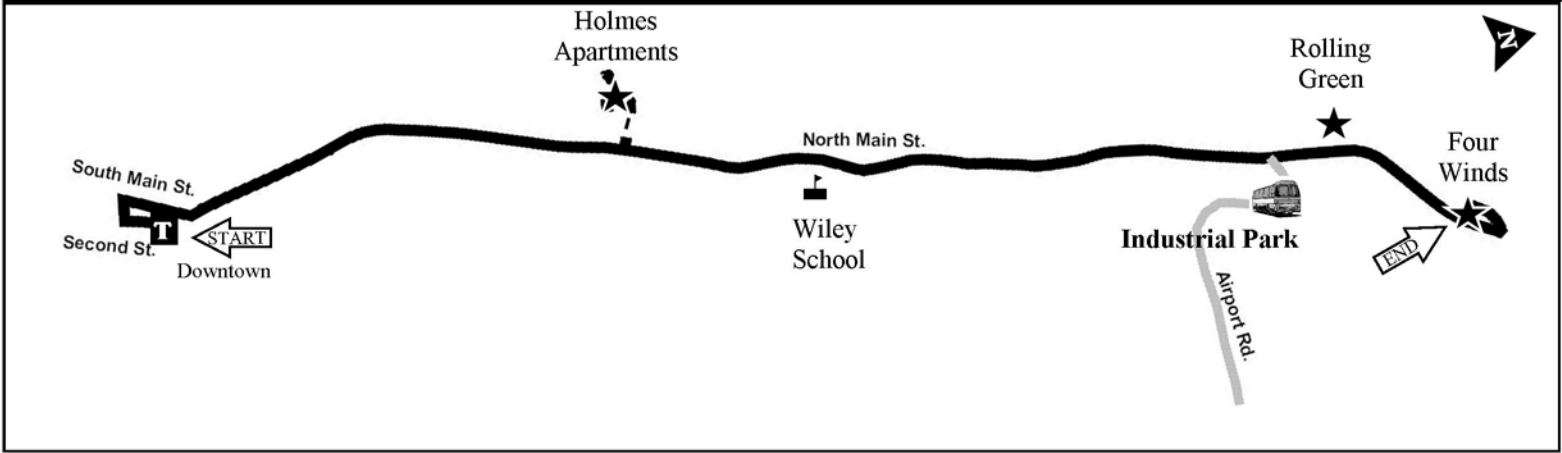 Holmes
Apartments
N
Rolling
Green
North Main St.
Four
Winds
South Main St.
T
START
Second St.
Downtown
Wiley
School
Industrial Park
END
Airport Rd.